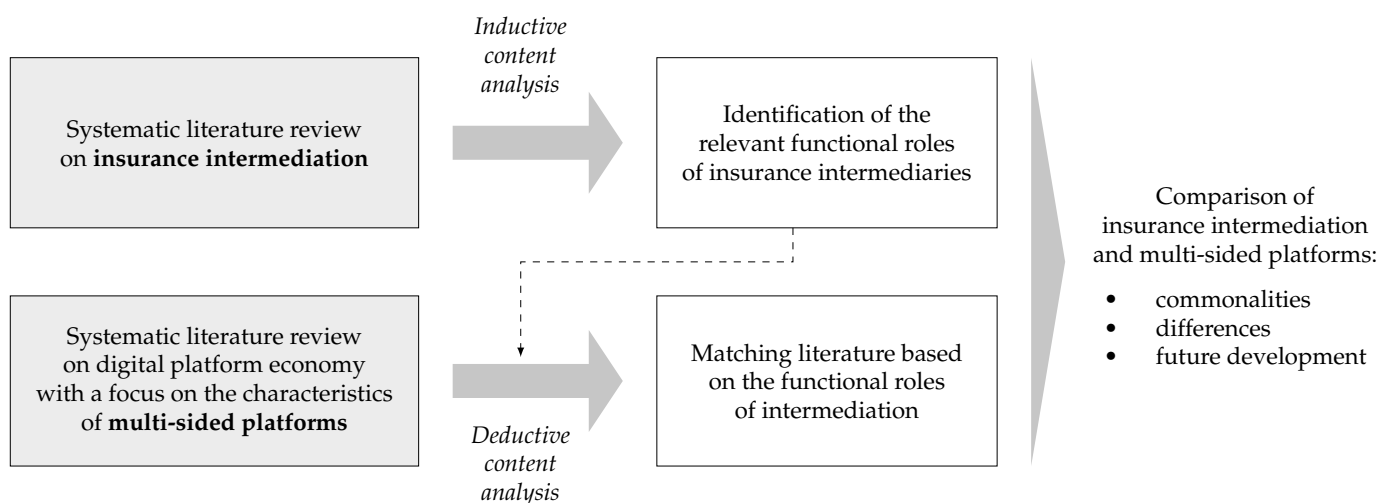 Systematic literature review
on insurance intermediation
Inductive
content
analysis
Identification of the
relevant functional roles
of insurance intermediaries
Systematic literature review
on digital platform economy
with a focus on the characteristics
of multi-sided platforms
Deductive
content
analysis
Matching literature based
on the functional roles
of intermediation
Comparison of
insurance intermediation
and multi-sided platforms:
• commonalities
• differences
• future development